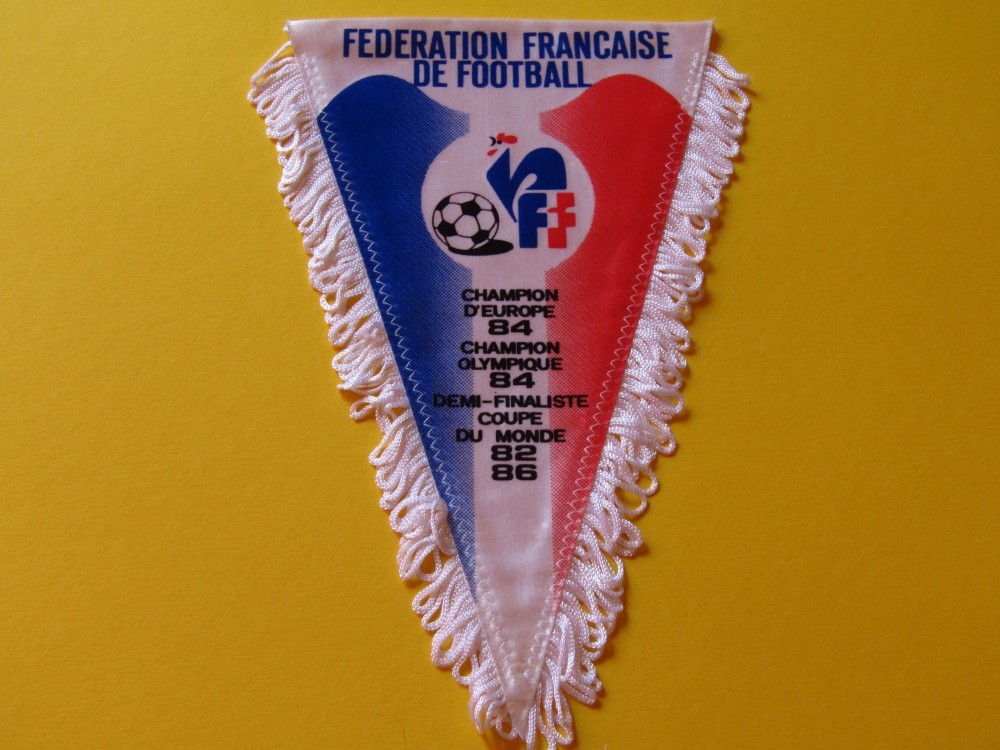 FEDERATION FRANCAISE
DE FOOTBALL
FFF
CHAMPION
D'EUROPE
84
CHAMPION
OLYMPIQUE
84
DEMI-FINALISTE
COUPE
DU MONDE
82
86